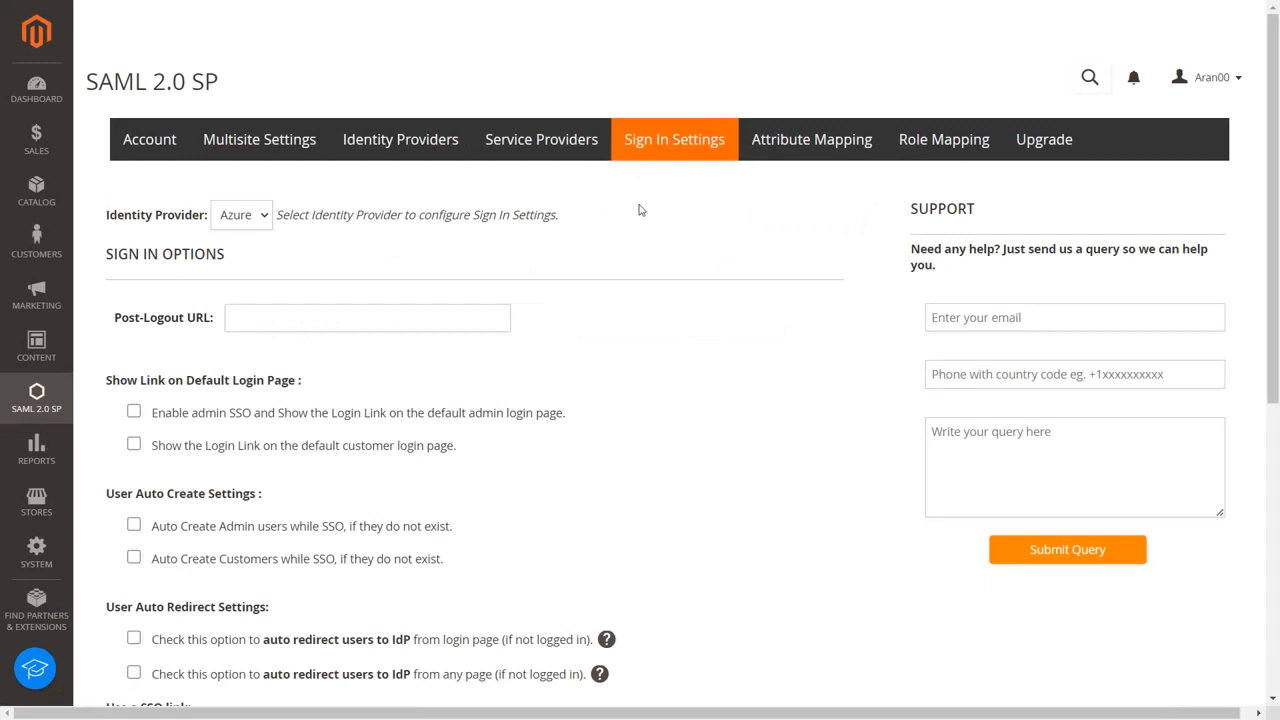 SAML 2.0 SP
Aran00
DASHBOARD
SALES
CATALOG
CUSTOMERS
MARKETING
CONTENT
SAML 2.0 SP
REPORTS
STORES
SYSTEM
FIND PARTNERS
& EXTENSIONS
Account Multisite Settings Identity Providers Service Providers Sign In Settings Attribute Mapping Role Mapping Upgrade
Identity Provider: Azure Select Identity Provider to configure Sign In Settings.
SIGN IN OPTIONS
Post-Logout URL:
Show Link on Default Login Page :
Enable admin SSO and Show the Login Link on the default admin login page.
Show the Login Link on the default customer login page.
User Auto Create Settings :
Auto Create Admin users while SSO, if they do not exist.
Auto Create Customers while SSO, if they do not exist.
User Auto Redirect Settings:
Check this option to auto redirect users to IdP from login page (if not logged in). ?
Check this option to auto redirect users to IdP from any page (if not logged in). ?
Use a SSO link:
SUPPORT
Need any help? Just send us a query so we can help
you.
Enter your email
Phone with country code eg. +1xxxxxxxxxx
Write your query here
Submit Query